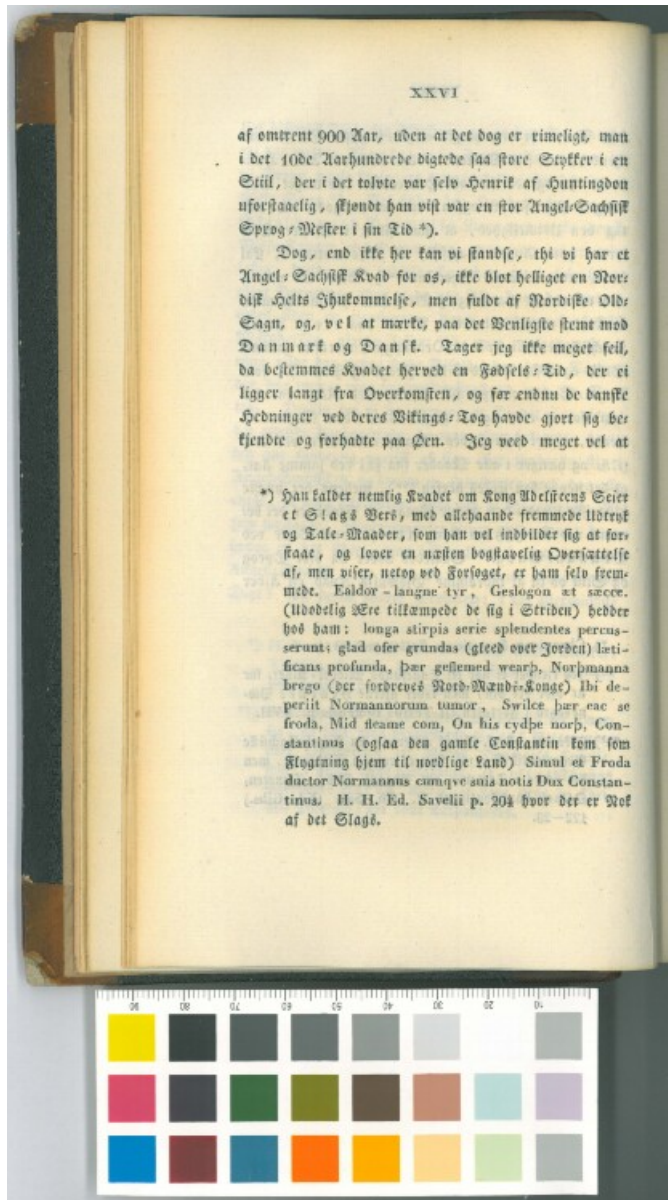 XXVI
af omtrent 900 Aar, uden at det dog er rimeligt, man
i det 10de Aarhundrede digtede saa store Stykker i en
Stiil, der i det tolvte var selv Henrik af Huntingdon
uforstaaelig, skjøndt han vist var en stor Angel-Sachsisk
Sprog-Mester i sin Tid *).
Dog, end ikke her kan vi standse, thi vi har et
Angel-Sachsisk Kvad for os, ikke blot helliget en Nor-
disk Helts Ihukommelse, men fuldt af Nordiske Old-
Sagn, og, vel at mærke, paa det Venligste stemt mod
Danmark og Dansk. Tager jeg ikke meget feil,
da bestemmes Kvadet herved en Fødsels-Tid, der ei
ligger langt fra Overkomsten, og før endnu de danske
Hedninger ved deres Vikings-Tog havde gjort sig be-
kjendte og forhadte paa Øen. Jeg veed meget vel at
*) Han kalder nemlig Kvadet om Kong Adelsteens Seier
et Slags Vers, med allehaande fremmede Udtryk
og Tale-Maader, som han vel indbilder sig at for-
staae, og lover en næsten bogstavelig Oversættelse
af, men viser, netop ved Forsøget, er ham selv frem-
mede. Ealdor-langne tyr, Geslogon æt sæcce.
(Udødelig Ære tilkæmpede de sig i Striden) hedder
hos ham: longa stirpis serie splendentes percus-
serunt; glad ofer grundas (gleed over Jorden) læti-
ficans profunda, þær geflemed wearþ, Norþmanna
brego (der fordreves Nord-Mænds-Konge) Ibi de-
periit Normannorum tumor, Swilce þær eac se
froda, Mid fleame com, On his cydþe norþ, Con-
stantinus (ogsaa den gamle Constantin kom som
Flygtning hjem til nordlige Land) Simul et Froda
ductor Normannus cumqve suis notis Dux Constan-
tinus. H. H. Ed. Savelii p. 204 hvor der er Nok
af det Slags.
90 80 70 60 50 40 30 20 10